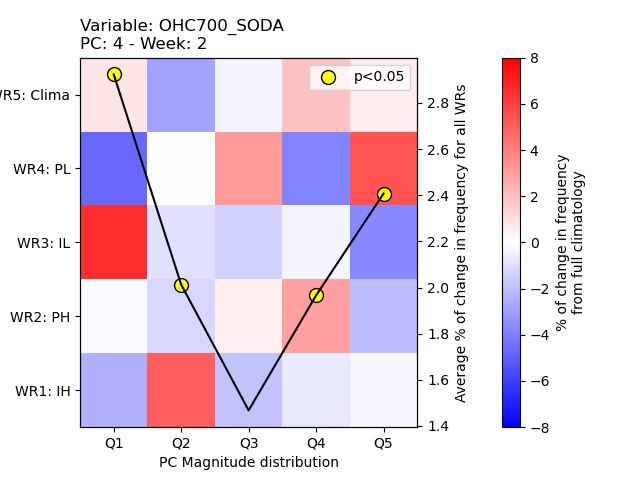 Variable: OHC700_SODA
PC: 4 - Week: 2
p<0.05
WR5: Clima
WR4: PL
WR3: IL
WR2: PH
WR1: IH
Q1 Q2 Q3 Q4 Q5
PC Magnitude distribution
2.8
2.6
2.4
2.2
2.0
1.8
1.6
1.4
Average % of change in frequency for all WRs
8
6
4
2
0
−2
−4
−6
−8
% of change in frequency
from full climatology